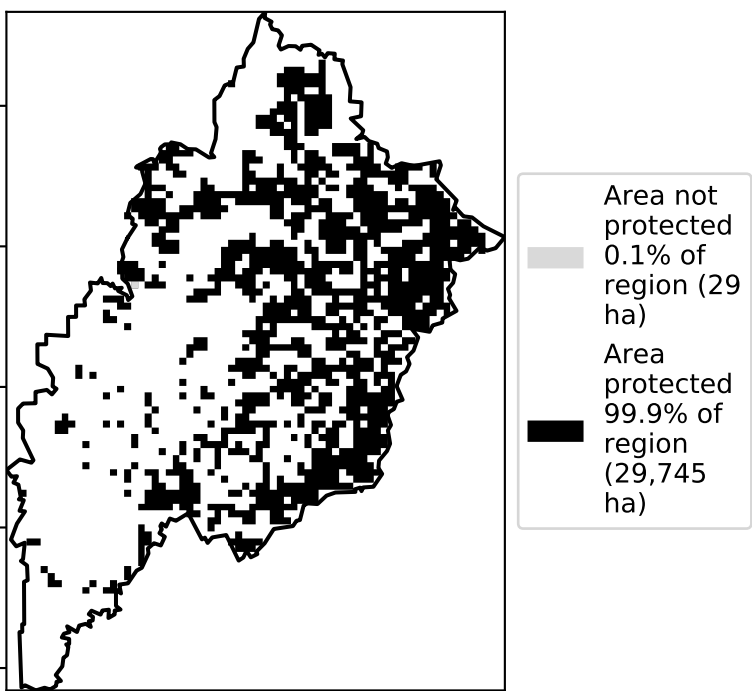 Area not
protected
0.1% of
region (29
ha)
Area
protected
99.9% of
region
(29,745
ha)